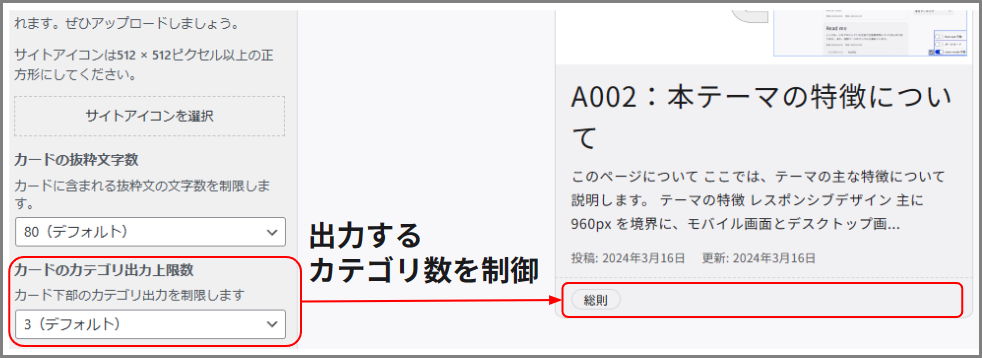 れます。ぜひアップロードしましょう。
サイトアイコンは512 × 512ピクセル以上の正
方形にしてください。
サイトアイコンを選択
カードの抜粋文字数
カードに含まれる抜粋文の文字数を制限しま
す。
80（デフォルト）
カードのカテゴリ出力上限数
カード下部のカテゴリ出力を制限します
3（デフォルト）
出力する
カテゴリ数を制御
Read me
A002：本テーマの特徴につい
て
このページについて ここでは、テーマの主な特徴について
説明します。 テーマの特徴 レスポンシブデザイン 主に
960px を境界に、モバイル画面とデスクトップ画...
投稿: 2024年3月16日 更新: 2024年3月16日
総則